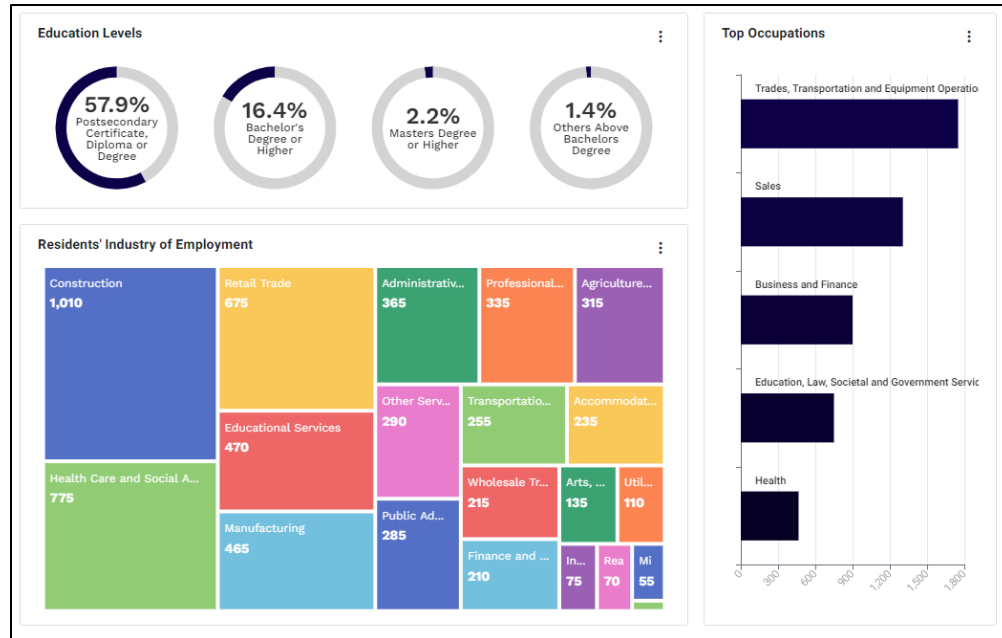 Education Levels
57.9%
Postsecondary
Certificate,
Diploma or
Degree
16.4%
Bachelor's
Degree or
Higher
2.2%
Masters Degree
or Higher
1.4%
Others Above
Bachelors
Degree
Residents' Industry of Employment
Construction
1,010
Health Care and Social A...
775
Retail Trade
675
Educational Services
470
Manufacturing
465
Administrativ...
365
Professional...
335
Agriculture...
315
Other Serv...
290
Public Ad...
285
Transportatio...
255
Accommodat...
235
Wholesale Tr...
215
Finance and ...
210
Arts, ...
135
Util...
110
In...
75
Rea
70
Mi
55
Top Occupations
Trades, Transportation and Equipment Operatio
Sales
Business and Finance
Education, Law, Societal and Government Servic
Health
0 300 600 900 1,200 1,500 1,800